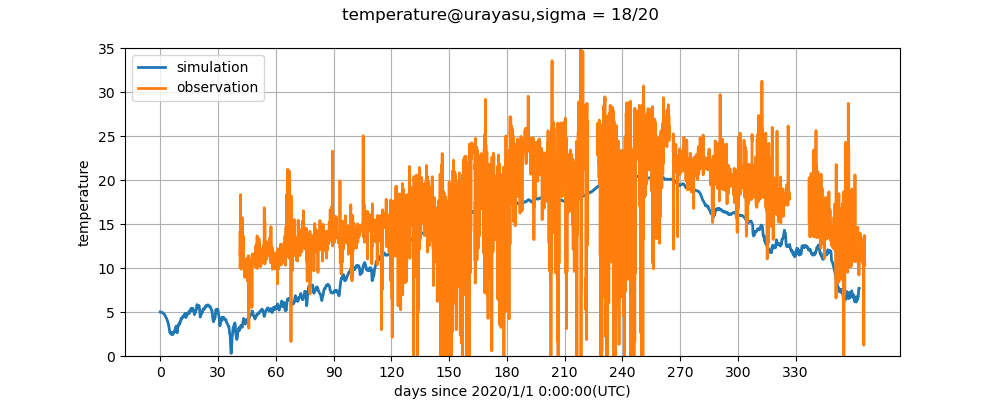 temperature@urayasu,sigma = 18/20
35
30
25
20
15
10
5
0
temperature
simulation
observation
0 30 60 90 120 150 180 210 240 270 300 330
days since 2020/1/1 0:00:00(UTC)